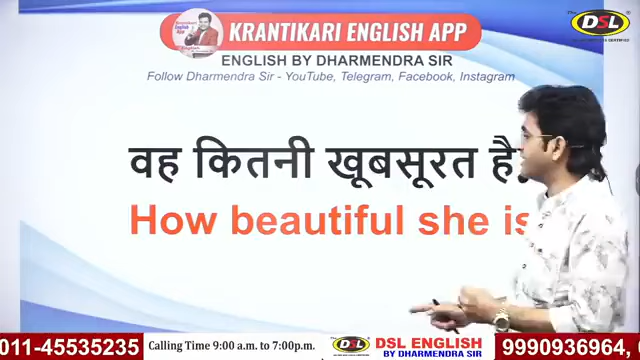 KRANTIKARI ENGLISH APP
ENGLISH BY DHARMENDRA SIR
Follow Dharmendra Sir - YouTube, Telegram, Facebook, Instagram
DSL
वह कितनी खूबसूरत है
How beautiful she is
011-45535235
Calling Time 9:00 a.m. to 7:00p.m.
DSL
DSL ENGLISH
BY DHARMENDRA SIR
9990936964,